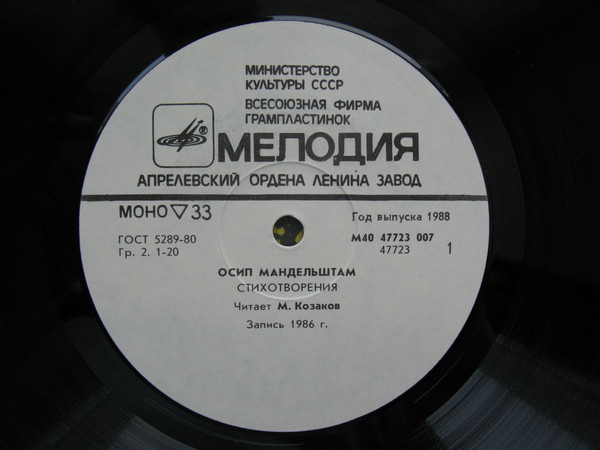 МИНИСТЕРСТВО
КУЛЬТУРЫ СССР
ВСЕСОЮЗНАЯ ФИРМА
ГРАМПЛАСТИНОК
® МЕЛОДИЯ
АПРЕЛЕВСКИЙ ОРДЕНА ЛЕНИНА ЗАВОД
МОНО ▽ 33
Год выпуска 1988
ГОСТ 5289-80
М40 47723 007
Гр. 2. 1-20
47723
1
ОСИП МАНДЕЛЬШТАМ
СТИХОТВОРЕНИЯ
Читает М. Козаков
Запись 1986 г.